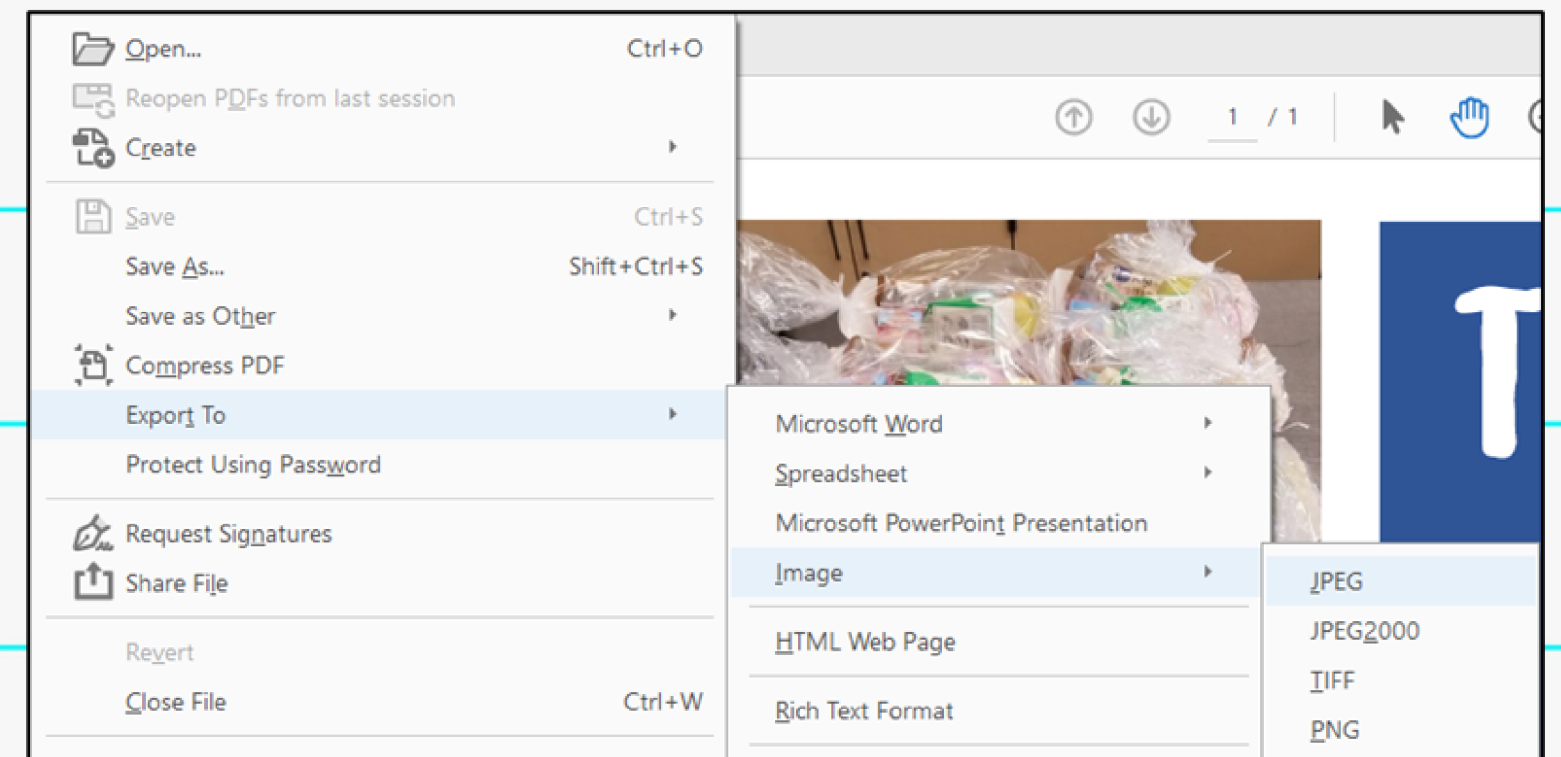 Open... Ctrl+O
Reopen PDFs from last session
Create
1 / 1
Save Ctrl+S
Save As... Shift+Ctrl+S
Save as Other
Compress PDF
Export To
Protect Using Password
Request Signatures
Share File
Revert
Close File Ctrl+W
Microsoft Word
Spreadsheet
Microsoft PowerPoint Presentation
Image
HTML Web Page
Rich Text Format
JPEG
JPEG2000
TIFF
PNG
T